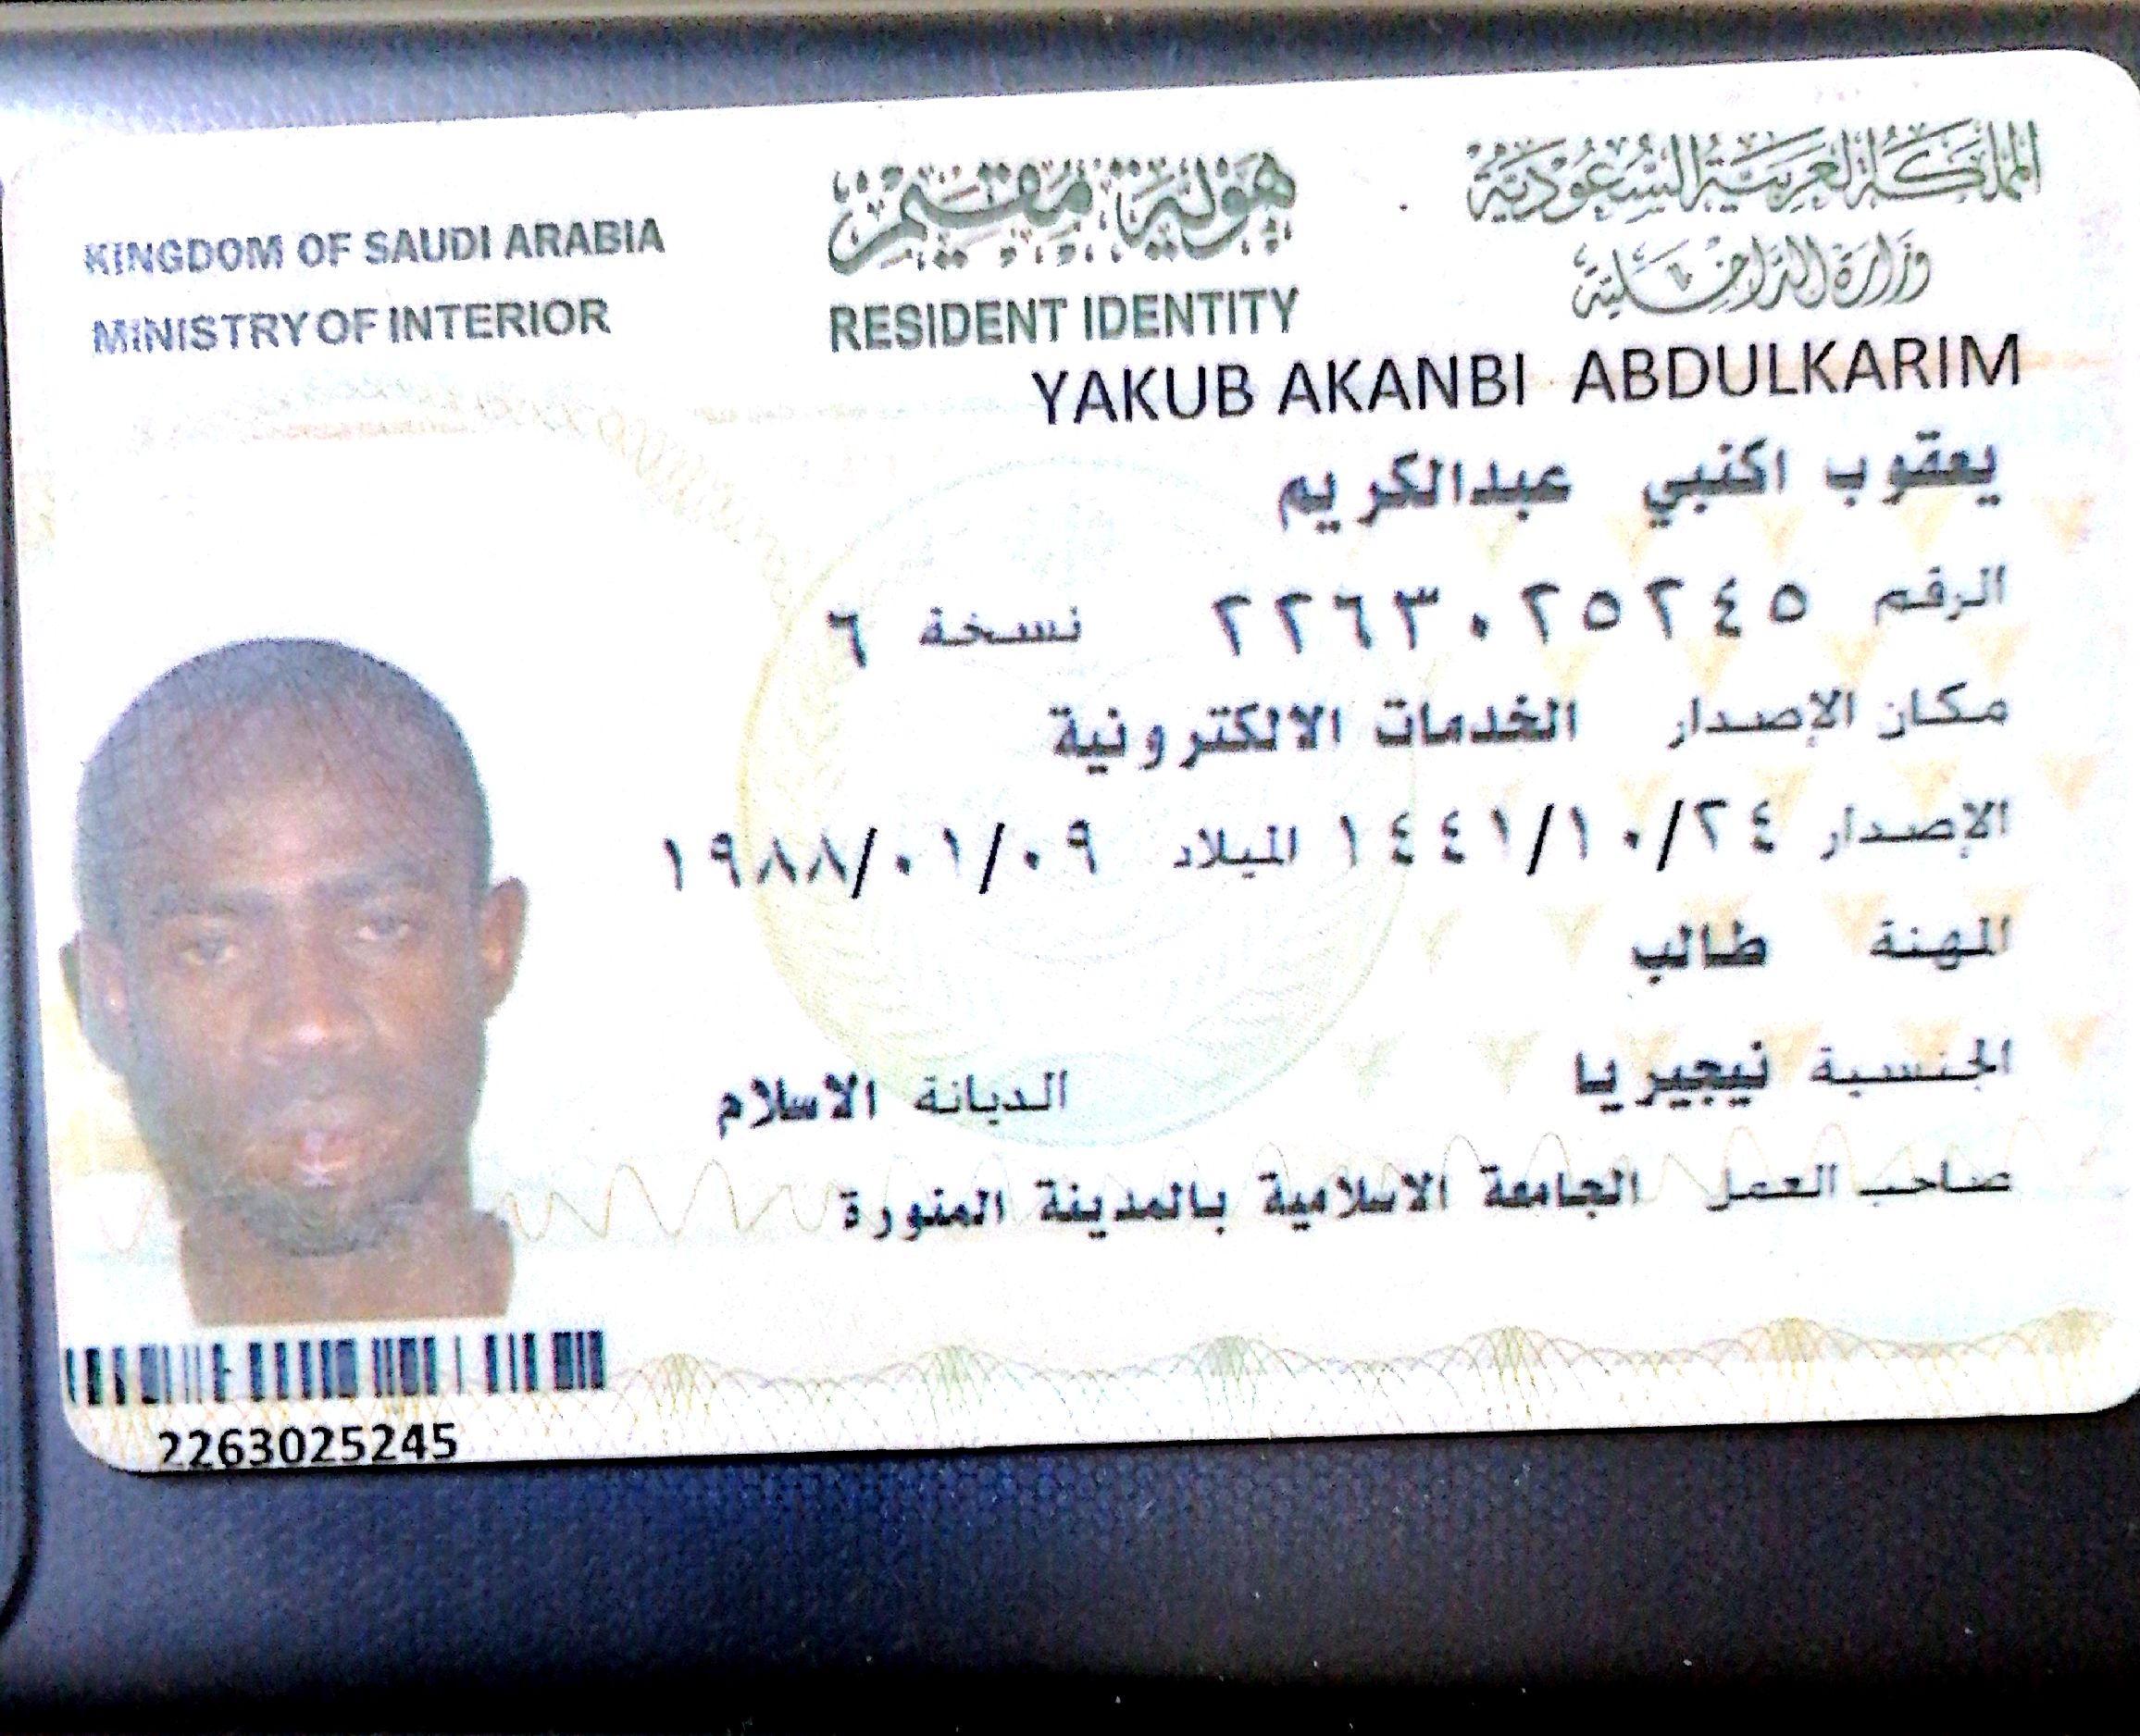 المملكة العربية السعودية
وزارة الداخلية
هوية مقيم
RESIDENT IDENTITY
KINGDOM OF SAUDI ARABIA
MINISTRY OF INTERIOR
YAKUB AKANBI ABDULKARIM
يعقوب اكنبي عبدالكريم
الرقم ٢٢٦٣٠٢٥٢٤٥ نسخة ٦
مكان الإصدار الخدمات الالكترونية
الإصدار ١٤٤١/١٠/٢٤ الميلاد ١٩٨٨/٠١/٠٩
المهنة طالب
الجنسية نيجيريا الديانة الاسلام
صاحب العمل الجامعة الاسلامية بالمدينة المنورة
2263025245